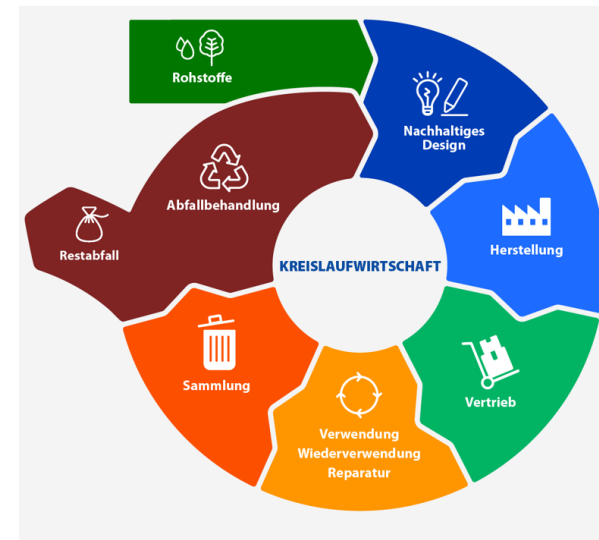 Rohstoffe
Nachhaltiges
Design
Herstellung
Vertrieb
Verwendung
Wiederverwendung
Reparatur
Sammlung
Abfallbehandlung
Restabfall
KREISLAUFWIRTSCHAFT